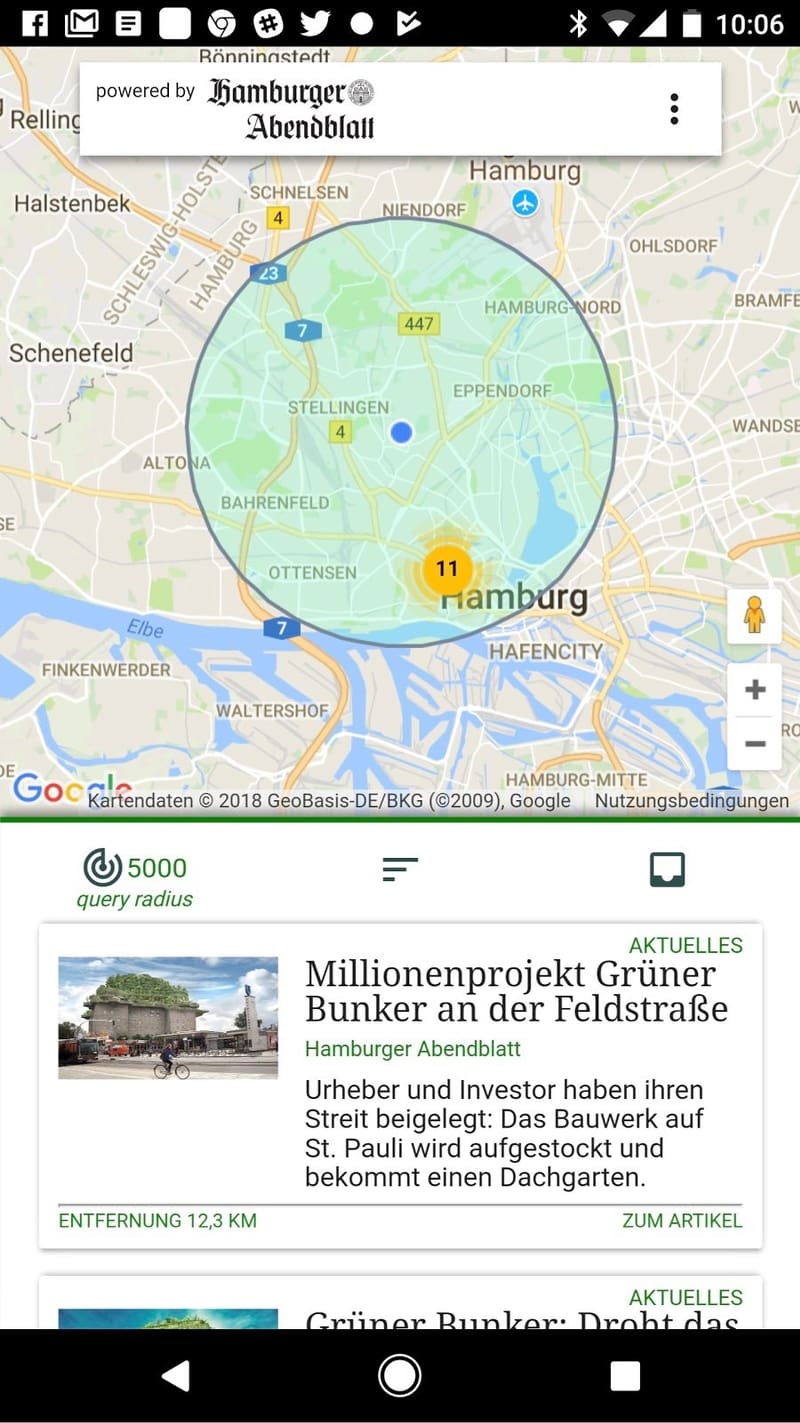 10:06
Bönningstedt
powered by Hamburger
Abendblatt
Relling
Hamburg
Halstenbek
SCHNELSEN
4
NIENDORF
SCHLESWIG-HOLSTE
HAMBURG
OHLSDORF
23
BRAMFE
HAMBURG-NORD
447
7
Schenefeld
EPPENDORF
STELLINGEN
4
WANDSE
ALTONA
BAHRENFELD
SE
11
OTTENSEN
Hamburg
Elbe
7
HAFENCITY
FINKENWERDER
WALTERSHOF
RO
DE
HAMBURG-MITTE
Google
Kartendaten © 2018 GeoBasis-DE/BKG (©2009), Google Nutzungsbedingungen
5000
query radius
AKTUELLES
Millionenprojekt Grüner
Bunker an der Feldstraße
Hamburger Abendblatt
Urheber und Investor haben ihren
Streit beigelegt: Das Bauwerk auf
St. Pauli wird aufgestockt und
bekommt einen Dachgarten.
ENTFERNUNG 12,3 KM ZUM ARTIKEL
AKTUELLES
Grüner Bunker: Droht das